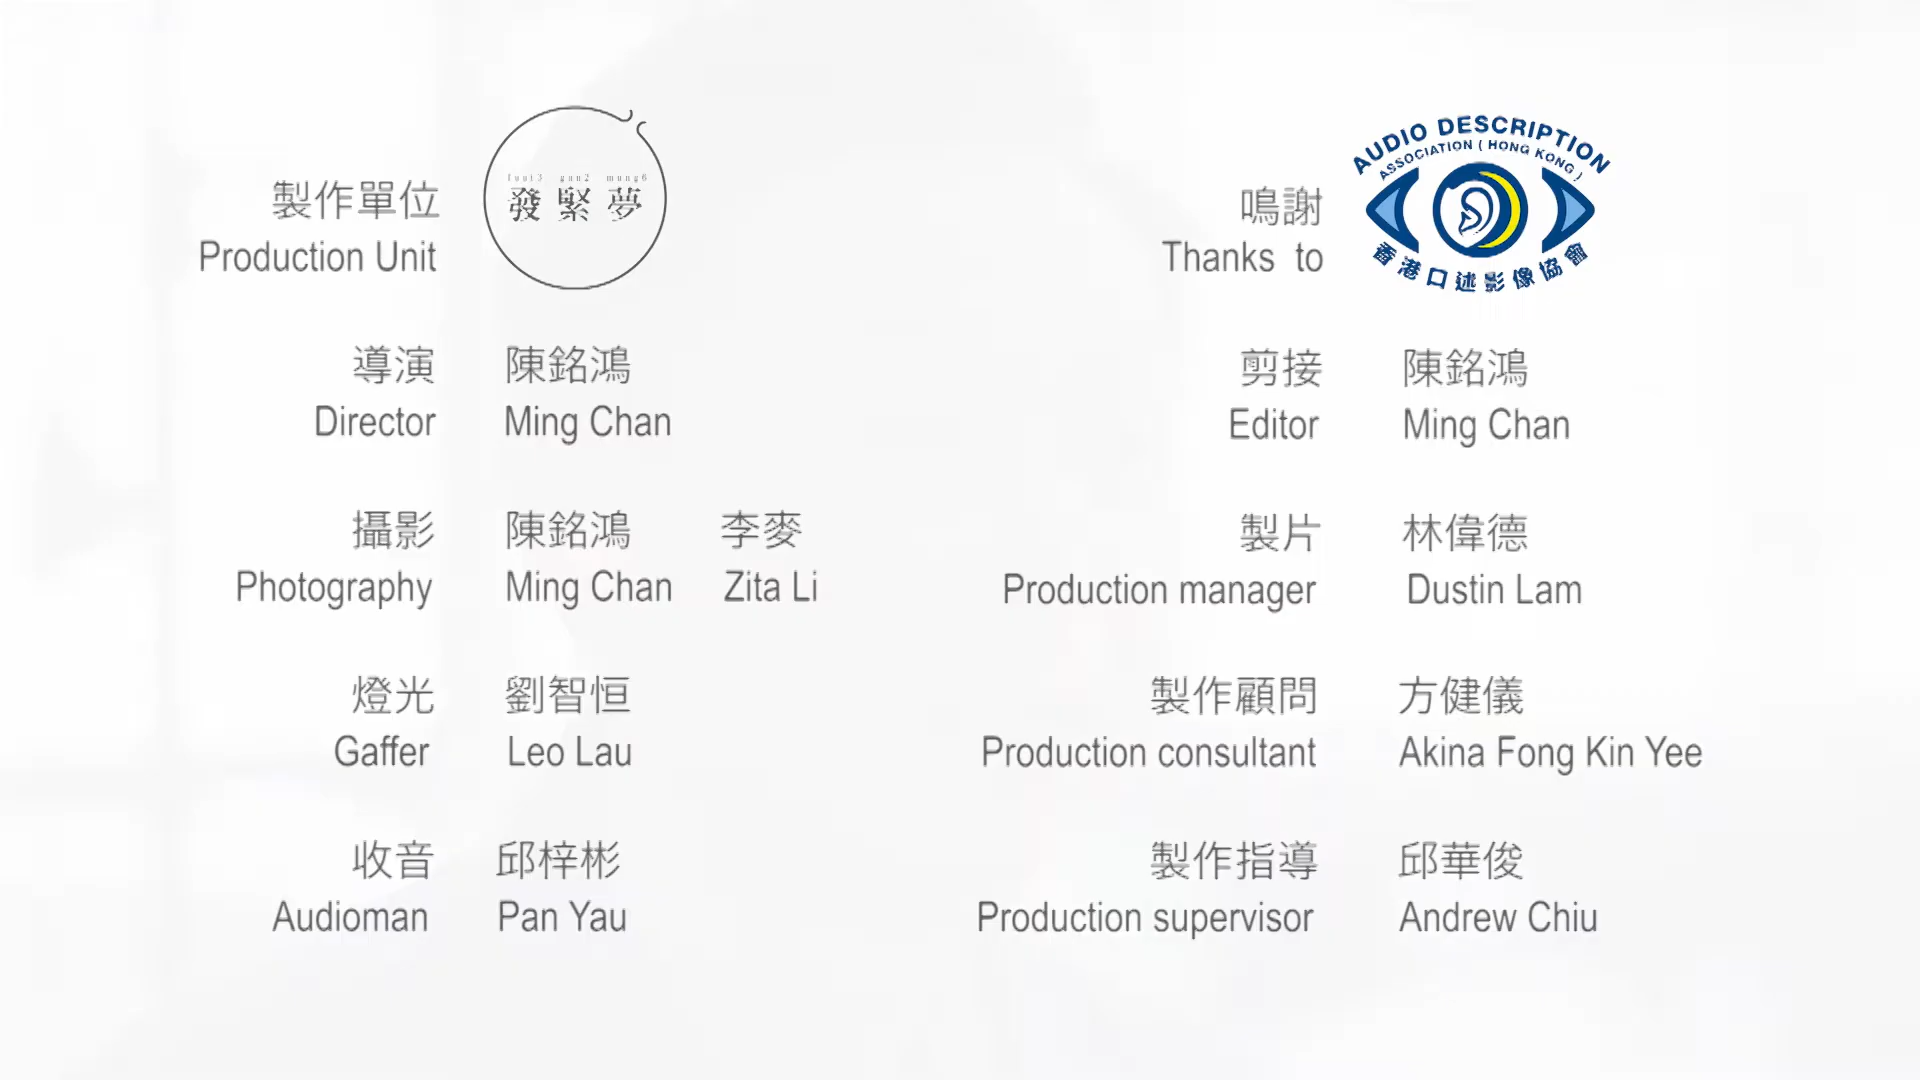 製作單位
Production Unit
發緊夢
導演 陳銘鴻
Director Ming Chan
攝影 陳銘鴻 李麥
Photography Ming Chan Zita Li
燈光 劉智恒
Gaffer Leo Lau
收音 邱梓彬
Audioman Pan Yau
鳴謝
Thanks to
AUDIO DESCRIPTION
ASSOCIATION ( HONG KONG )
香港口述影像協會
剪接 陳銘鴻
Editor Ming Chan
製片 林偉德
Production manager Dustin Lam
製作顧問 方健儀
Production consultant Akina Fong Kin Yee
製作指導 邱華俊
Production supervisor Andrew Chiu